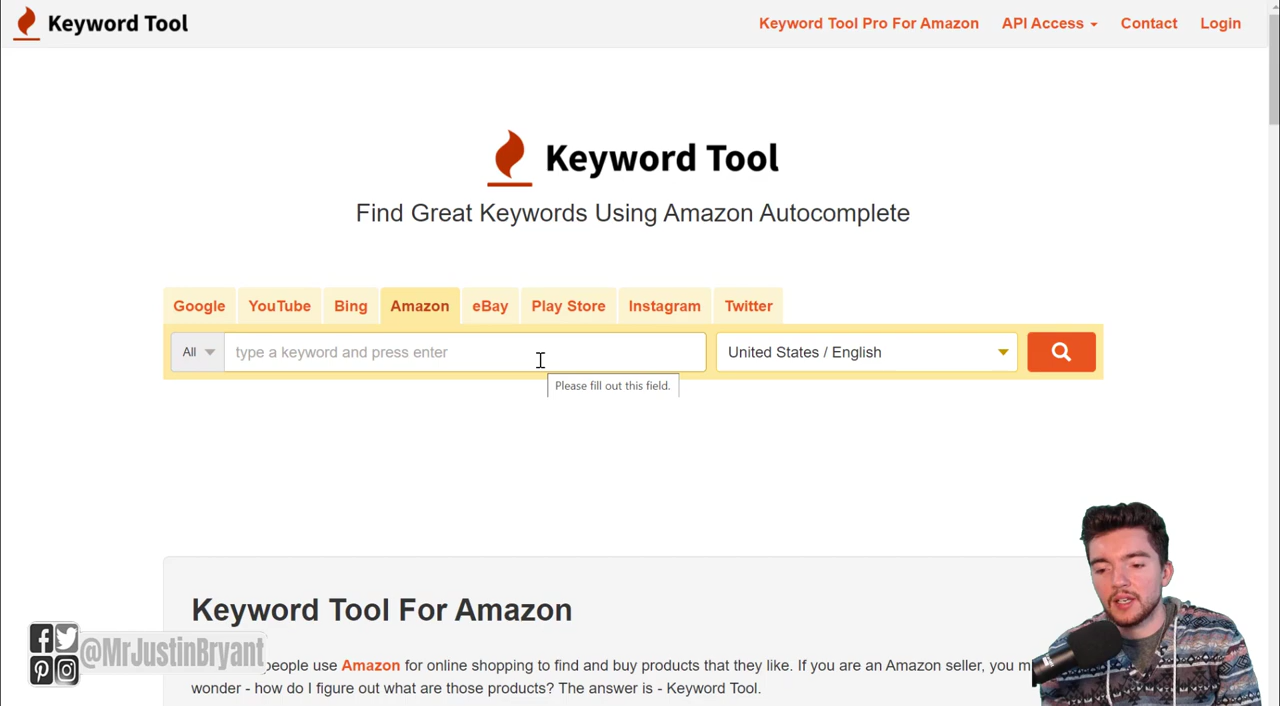 Keyword Tool
Keyword Tool Pro For Amazon
API Access
Contact
Login
Keyword Tool
Find Great Keywords Using Amazon Autocomplete
Google
YouTube
Bing
Amazon
eBay
Play Store
Instagram
Twitter
All
type a keyword and press enter
United States / English
Please fill out this field.
Keyword Tool For Amazon
people use Amazon for online shopping to find and buy products that they like. If you are an Amazon seller, you
wonder - how do I figure out what are those products? The answer is - Keyword Tool.
@MrJustinBryant